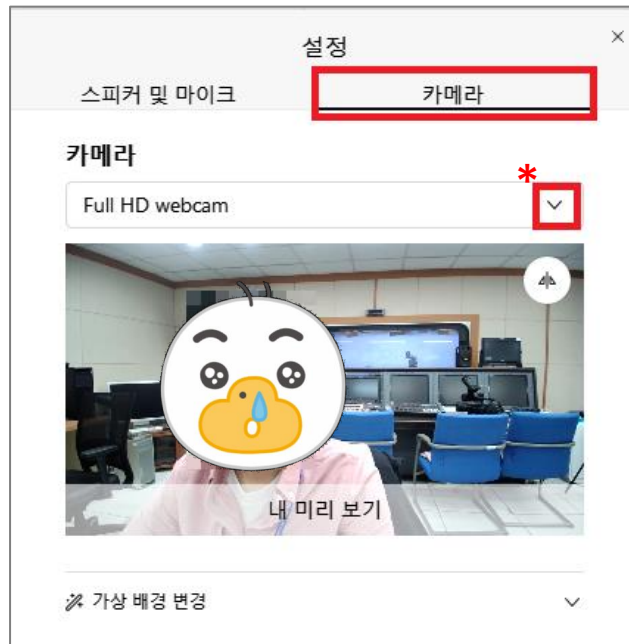 설정
스피커 및 마이크
카메라
카메라
*
Full HD webcam
내 미리 보기
가상 배경 변경